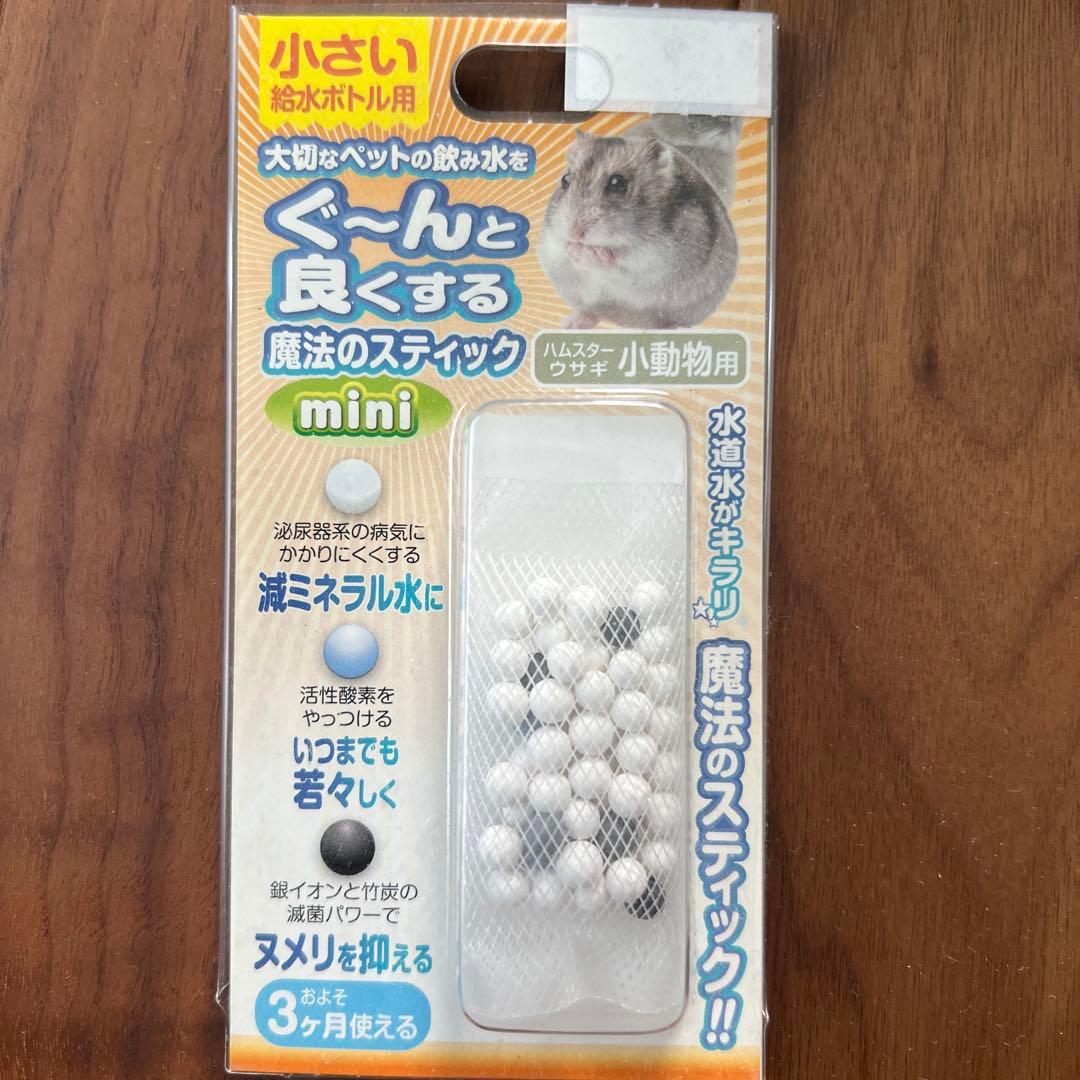 小さい
給水ボトル用
大切なペットの飲み水を
ぐ〜んと
良くする
魔法のスティック
mini
ハムスター
ウサギ
小動物用
水道水がキラリ
魔法のスティック!!
泌尿器系の病気に
かかりにくくする
減ミネラル水に
活性酸素を
やっつける
いつまでも
若々しく
銀イオンと竹炭の
滅菌パワーで
ヌメリを抑える
およそ
3ヶ月使える